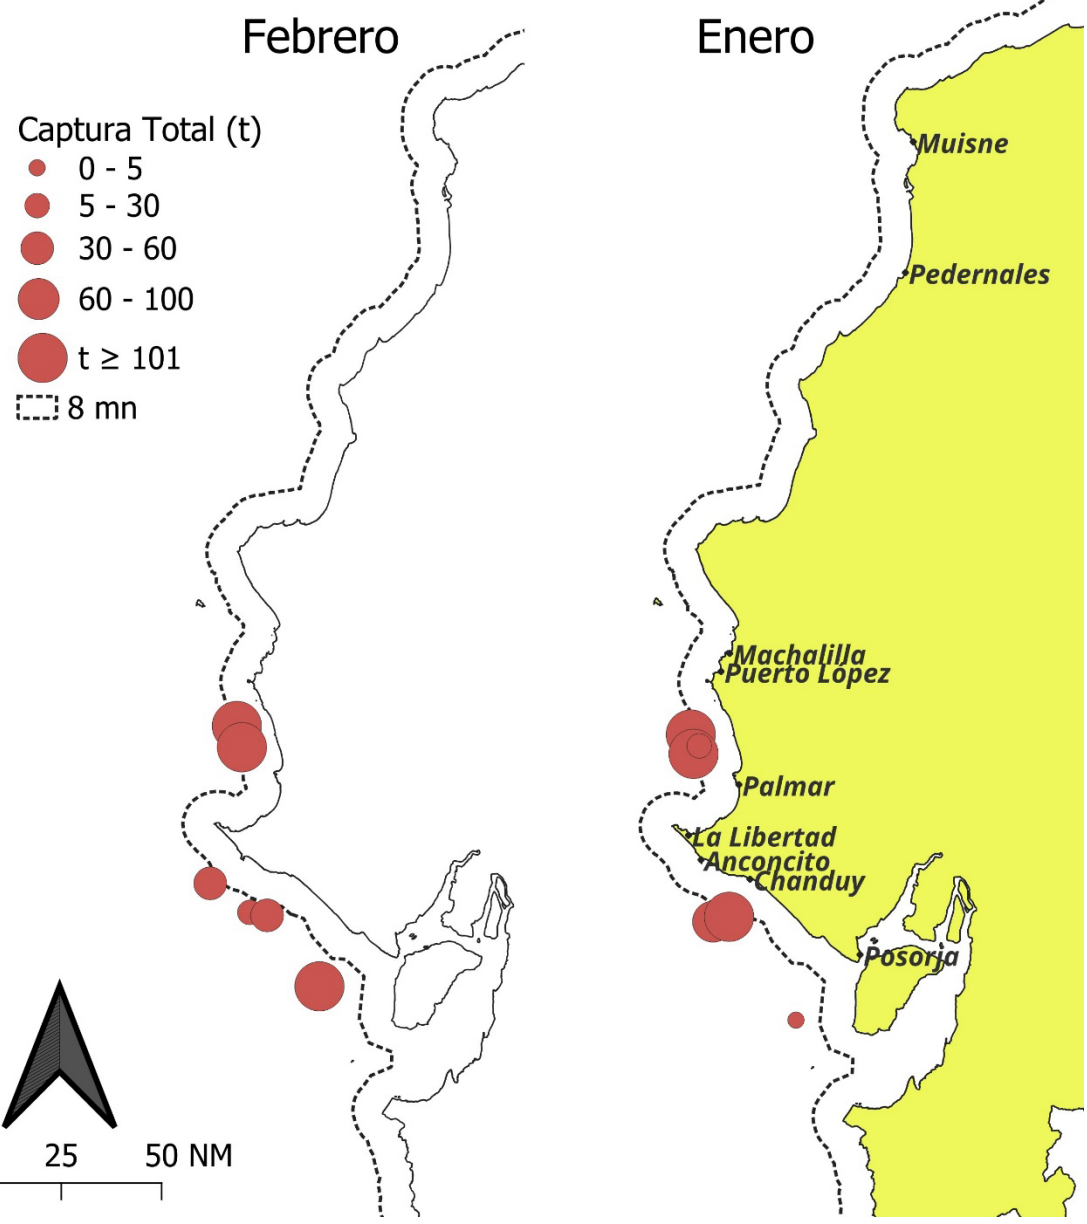 Febrero
Enero
Captura Total (t)
0 - 5
5 - 30
30 - 60
60 - 100
t ≥ 101
8 mn
Muisne
Pedernales
Machalilla
Puerto López
Palmar
La Libertad
Anconcito
Chanduy
Posorja
25 50 NM